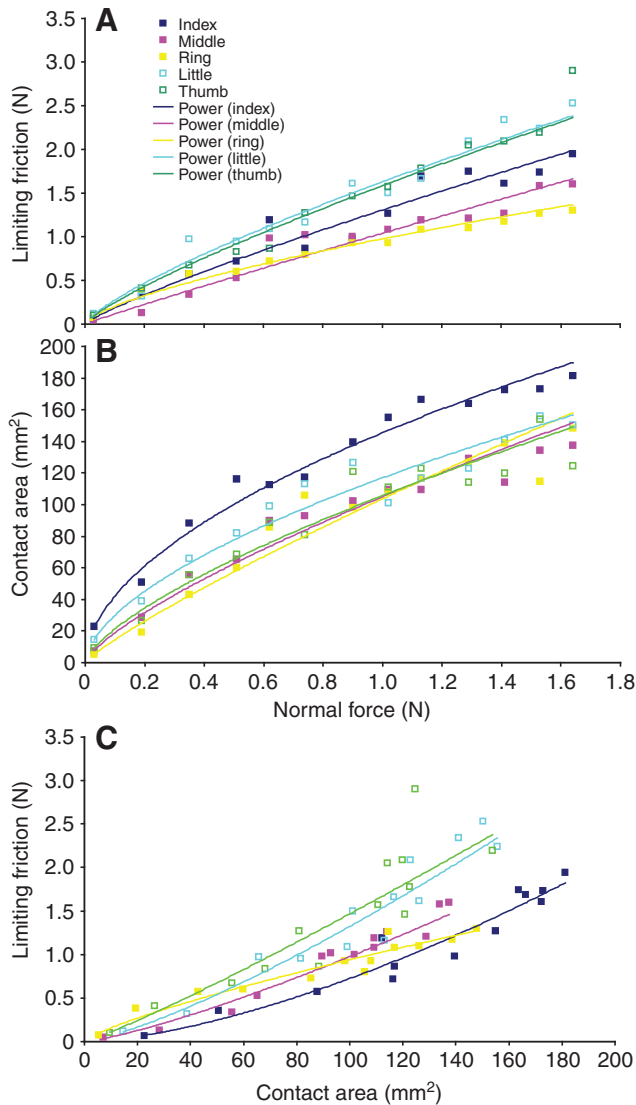 A
Index
Middle
Ring
Little
Thumb
Power (index)
Power (middle)
Power (ring)
Power (little)
Power (thumb)
Limiting friction (N)
3.5
3.0
2.5
2.0
1.5
1.0
0.5
0
B
Contact area (mm²)
200
180
160
140
120
100
80
60
40
20
0
0 0.2 0.4 0.6 0.8 1.0 1.2 1.4 1.6 1.8
Normal force (N)
C
Limiting friction (N)
3.5
3.0
2.5
2.0
1.5
1.0
0.5
0
0 20 40 60 80 100 120 140 160 180 200
Contact area (mm²)